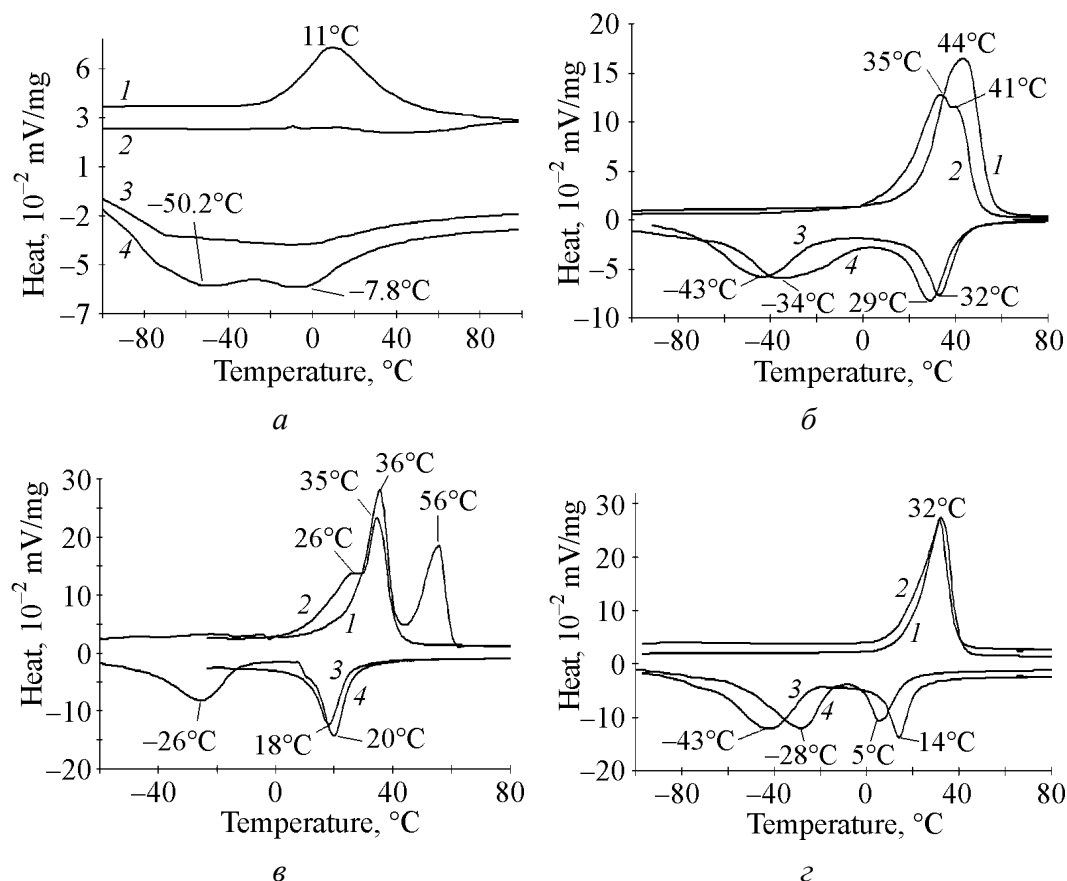 а
11°C
6
3
1
−2
−5
−7
1
2
3
4
−50.2°C
−7.8°C
Heat, 10⁻² mV/mg
−80 −40 0 40 80
Temperature, °C
а
б
20
15
10
5
0
−5
−10
44°C
35°C
41°C
1
2
3
4
−43°C
−34°C
29°C
32°C
Heat, 10⁻² mV/mg
−80 −40 0 40 80
Temperature, °C
б
30
20
10
0
−10
−20
36°C
35°C
56°C
26°C
2
1
3
4
−26°C
18°C
20°C
Heat, 10⁻² mV/mg
−40 0 40 80
Temperature, °C
в
30
20
10
0
−10
−20
32°C
2
1
3
4
−43°C
−28°C
5°C
14°C
Heat, 10⁻² mV/mg
−80 −40 0 40 80
Temperature, °C
г